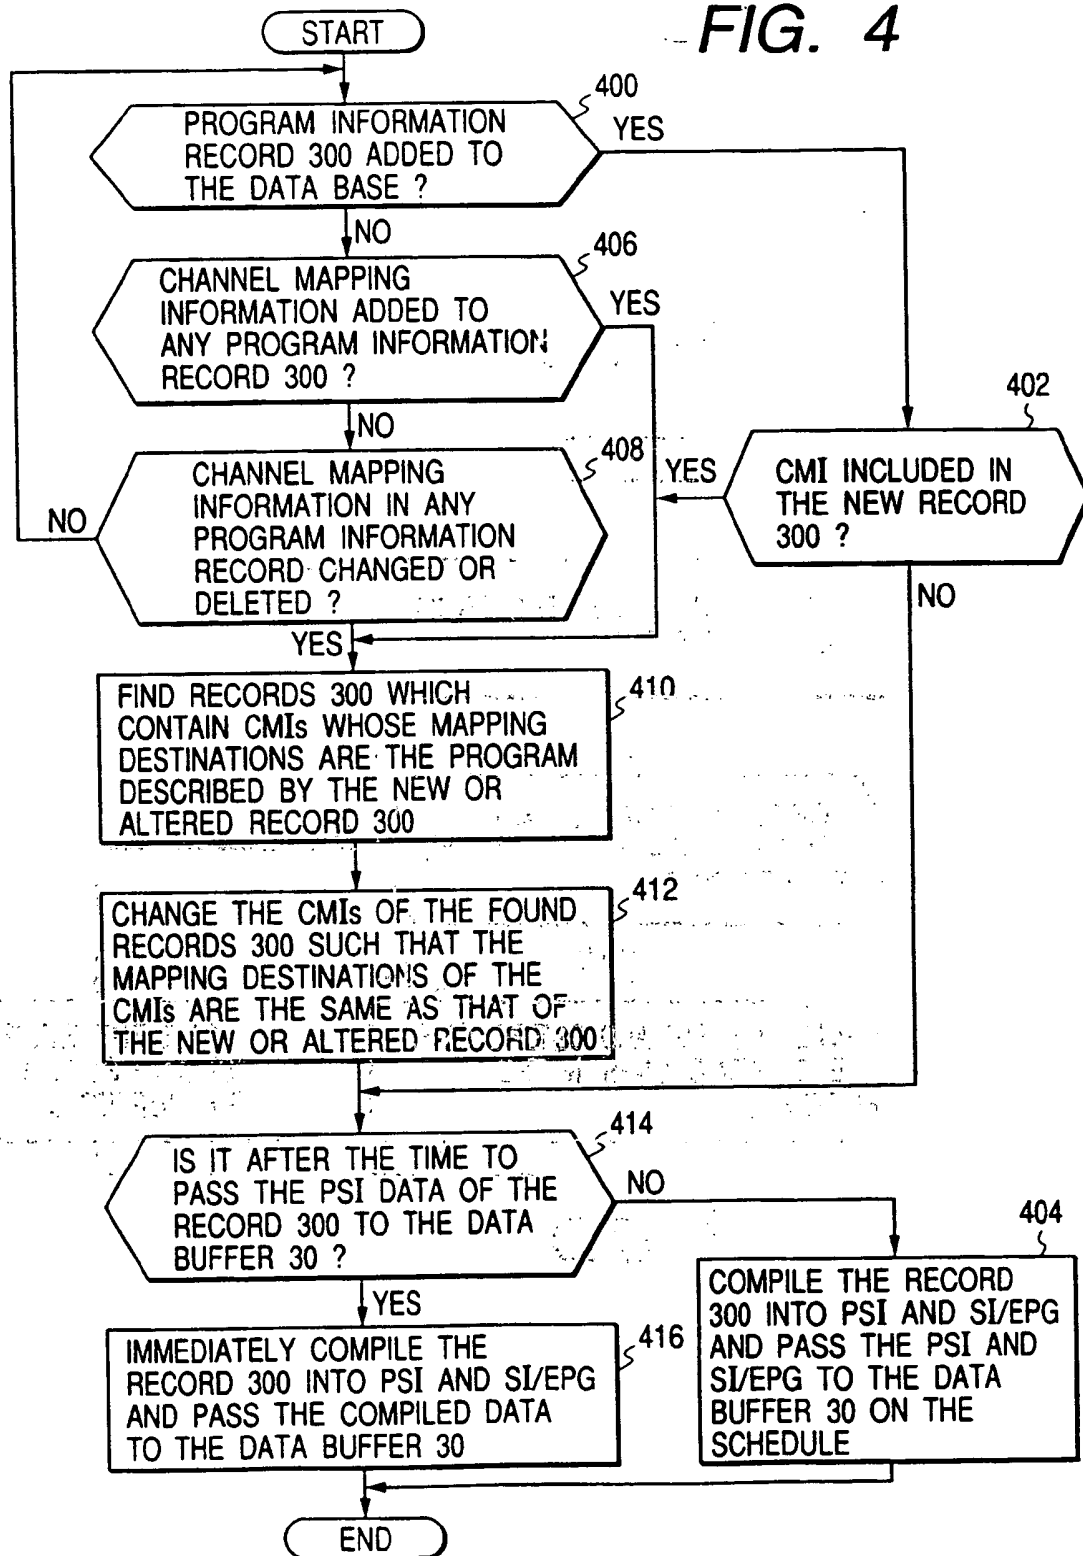 FIG. 4
START
400
PROGRAM INFORMATION
RECORD 300 ADDED TO
THE DATA BASE ?
YES
NO
406
CHANNEL MAPPING
INFORMATION ADDED TO
ANY PROGRAM INFORMATION
RECORD 300 ?
YES
NO
402
CMI INCLUDED IN
THE NEW RECORD
300 ?
YES
NO
408
CHANNEL MAPPING
INFORMATION IN ANY
PROGRAM INFORMATION
RECORD CHANGED OR
DELETED ?
NO
YES
410
FIND RECORDS 300 WHICH
CONTAIN CMIs WHOSE MAPPING
DESTINATIONS ARE THE PROGRAM
DESCRIBED BY THE NEW OR
ALTERED RECORD 300
412
CHANGE THE CMIs OF THE FOUND
RECORDS 300 SUCH THAT THE
MAPPING DESTINATIONS OF THE
CMIs ARE THE SAME AS THAT OF
THE NEW OR ALTERED RECORD 300
414
IS IT AFTER THE TIME TO
PASS THE PSI DATA OF THE
RECORD 300 TO THE DATA
BUFFER 30 ?
NO
YES
404
COMPILE THE RECORD
300 INTO PSI AND SI/EPG
AND PASS THE PSI AND
SI/EPG TO THE DATA
BUFFER 30 ON THE
SCHEDULE
416
IMMEDIATELY COMPILE THE
RECORD 300 INTO PSI AND SI/EPG
AND PASS THE COMPILED DATA
TO THE DATA BUFFER 30
END